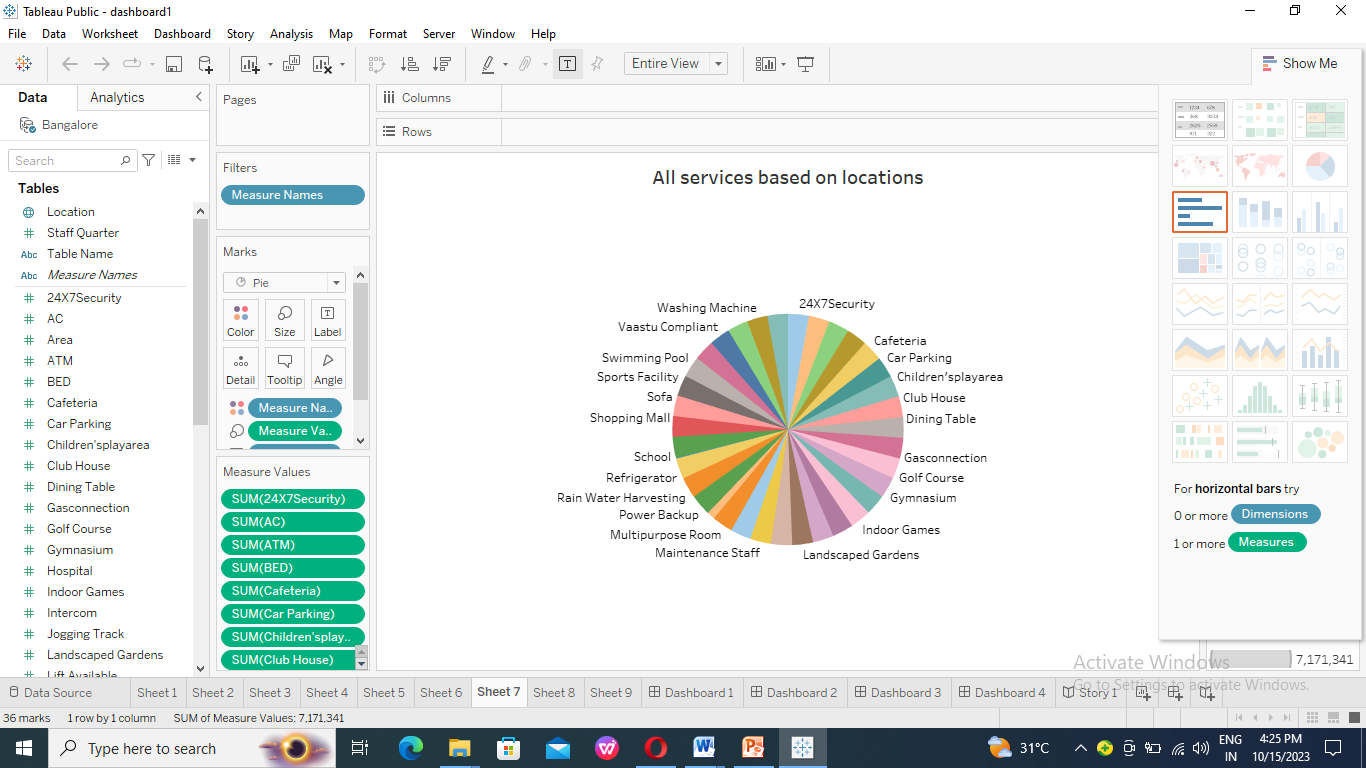 Tableau Public - dashboard1
File Data Worksheet Dashboard Story Analysis Map Format Server Window Help
Entire View
Show Me
Data Analytics
Bangalore
Search
Tables
Location
Staff Quarter
Abc Table Name
Abc Measure Names
24X7Security
AC
Area
ATM
BED
Cafeteria
Car Parking
Children'splayarea
Club House
Dining Table
Gasconnection
Golf Course
Gymnasium
Hospital
Indoor Games
Intercom
Jogging Track
Landscaped Gardens
Lift Available
Pages
Filters
Measure Names
Marks
Pie
Color Size Label
Detail Tooltip Angle
Measure Na..
Measure Va..
Measure Values
SUM(24X7Security)
SUM(AC)
SUM(ATM)
SUM(BED)
SUM(Cafeteria)
SUM(Car Parking)
SUM(Children'splay..
SUM(Club House)
Columns
Rows
All services based on locations
24X7Security
Cafeteria
Car Parking
Children'splayarea
Club House
Dining Table
Gasconnection
Golf Course
Gymnasium
Indoor Games
Landscaped Gardens
Maintenance Staff
Multipurpose Room
Power Backup
Rain Water Harvesting
Refrigerator
School
Shopping Mall
Sofa
Sports Facility
Swimming Pool
Vaastu Compliant
Washing Machine
For horizontal bars try
0 or more Dimensions
1 or more Measures
7,171,341
Activate Windows
Go to Settings to activate Windows.
Data Source Sheet 1 Sheet 2 Sheet 3 Sheet 4 Sheet 5 Sheet 6 Sheet 7 Sheet 8 Sheet 9 Dashboard 1 Dashboard 2 Dashboard 3 Dashboard 4 Story 1
36 marks 1 row by 1 column SUM of Measure Values: 7,171,341
Type here to search
31°C
ENG
IN
4:25 PM
10/15/2023